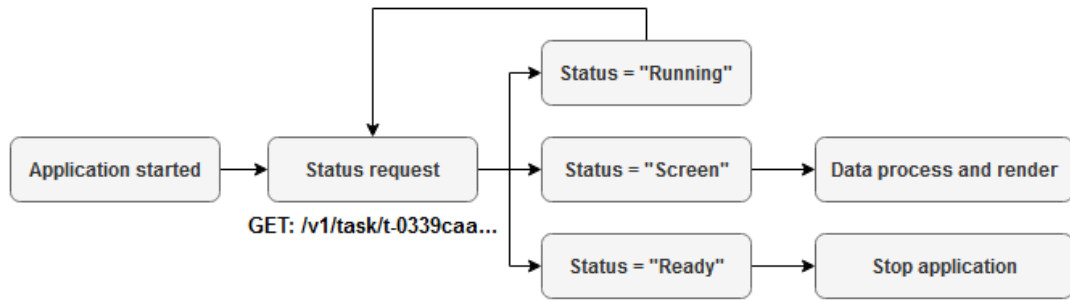 Status = "Running"
Application started
Status request
Status = "Screen"
Data process and render
GET: /v1/task/t-0339caa...
Status = "Ready"
Stop application